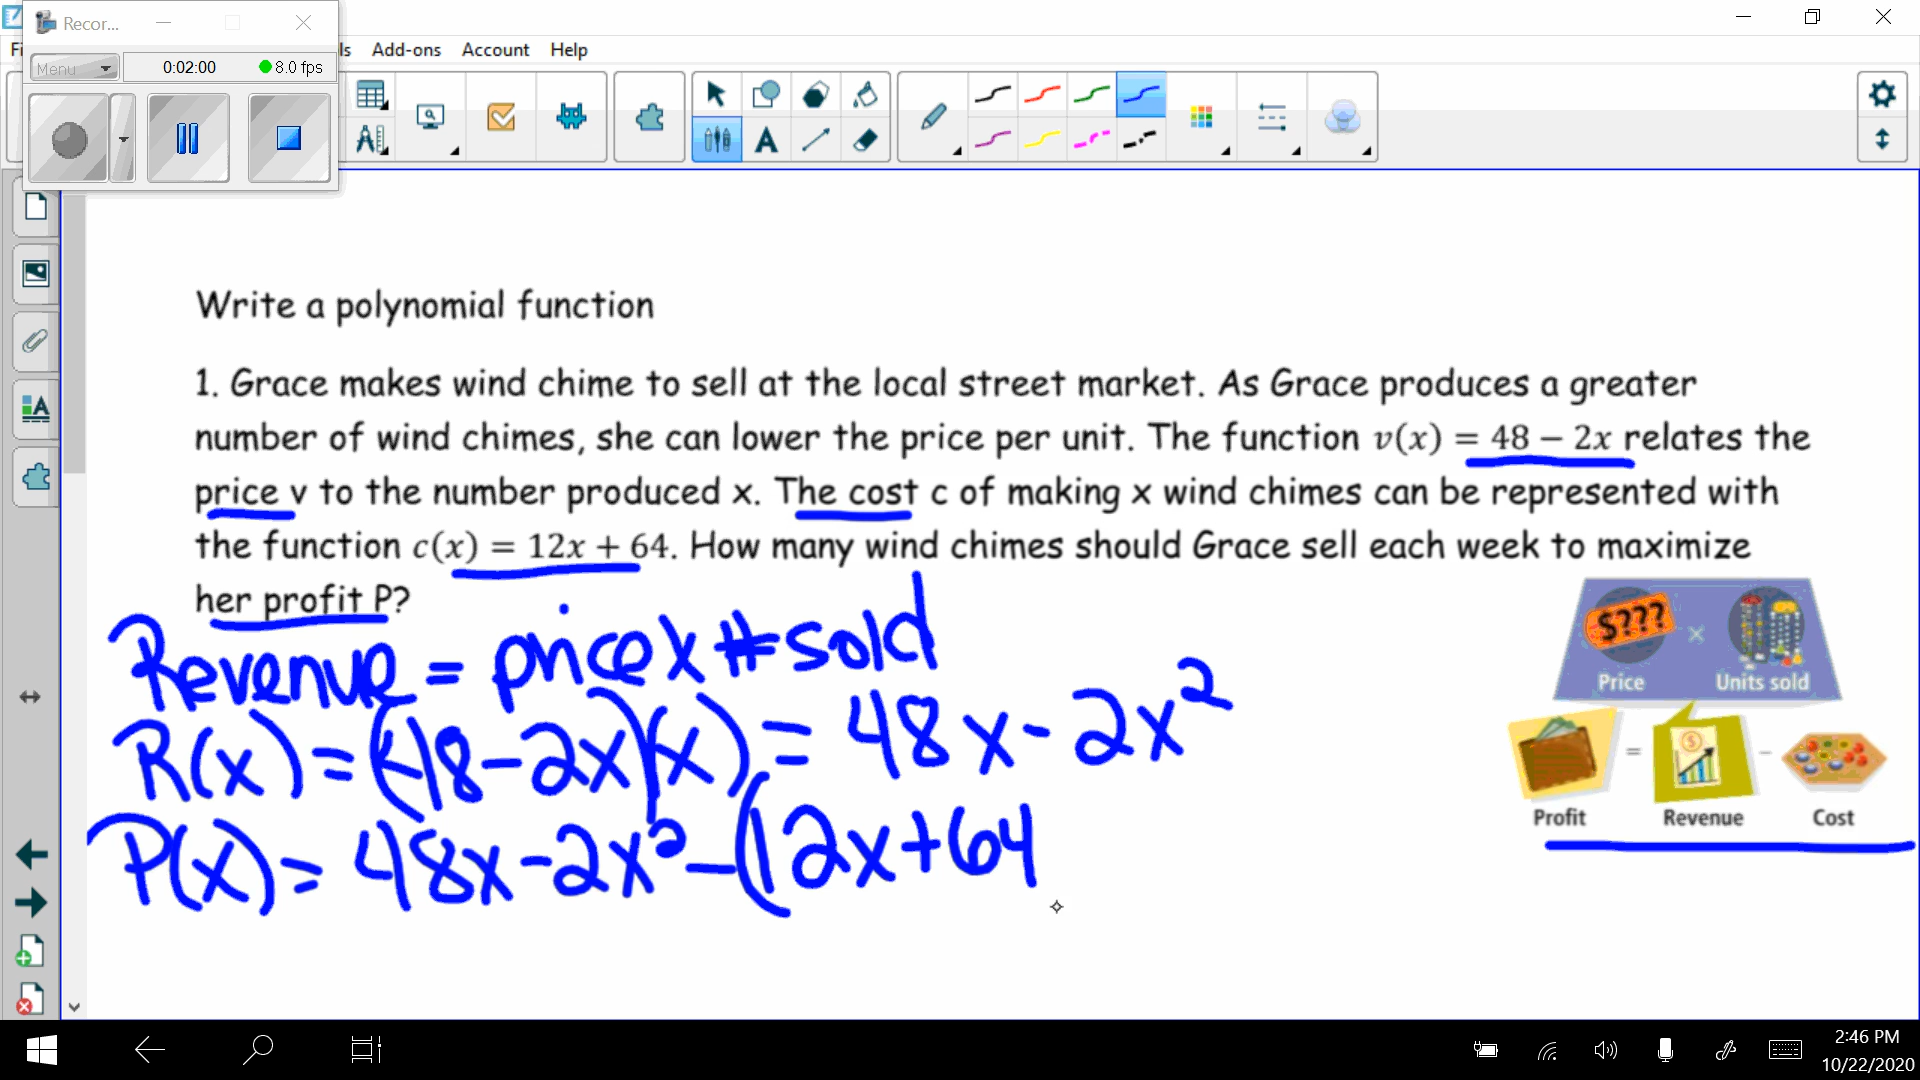 Recor...
Menu
0:02:00
8.0 fps
Fi
ls
Add-ons
Account
Help
Write a polynomial function
1. Grace makes wind chime to sell at the local street market. As Grace produces a greater
number of wind chimes, she can lower the price per unit. The function v(x) = 48 − 2x relates the
price v to the number produced x. The cost c of making x wind chimes can be represented with
the function c(x) = 12x + 64. How many wind chimes should Grace sell each week to maximize
her profit P?
Revenue = price x # sold
R(x) = (48-2x)(x) = 48x - 2x²
P(x) = 48x - 2x² - (12x+64
$???
×
Price
Units sold
$
=
−
Profit
Revenue
Cost
2:46 PM
10/22/2020